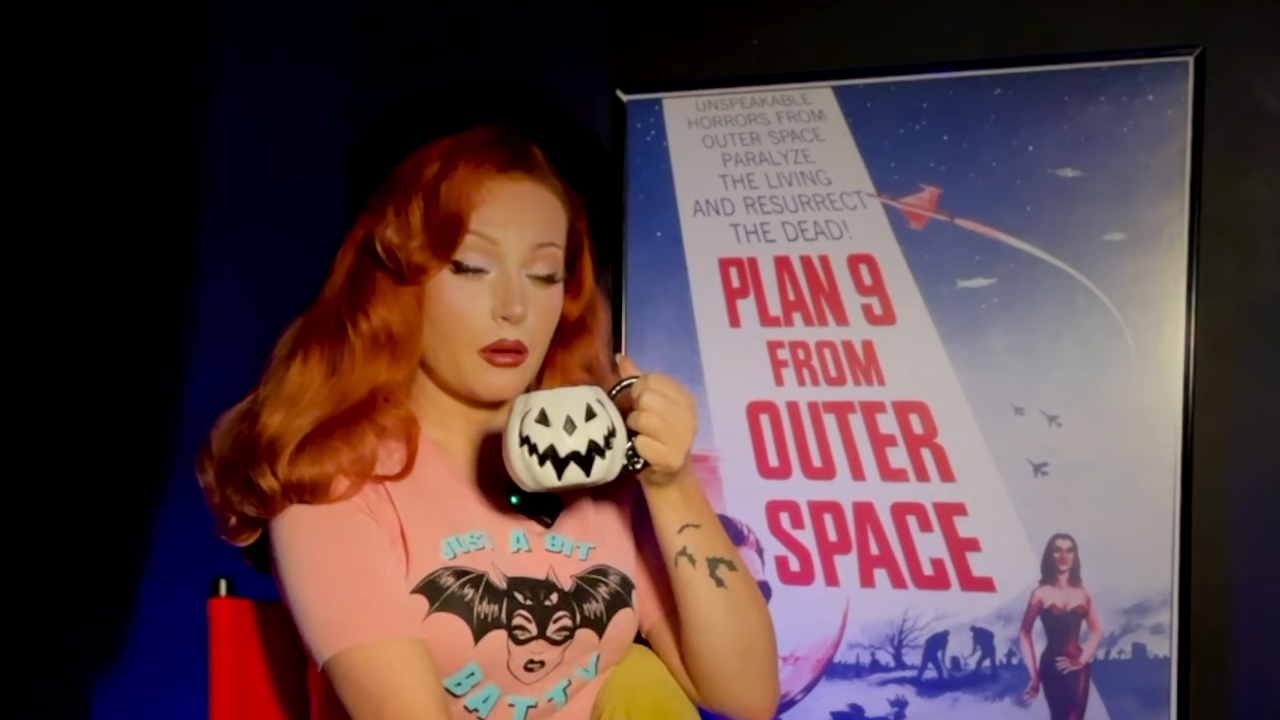 UNSPEAKABLE
HORRORS FROM
OUTER SPACE
PARALYZE
THE LIVING
AND RESURRECT
THE DEAD!
PLAN 9
FROM
OUTER
SPACE
JUST A BIT
BATTY